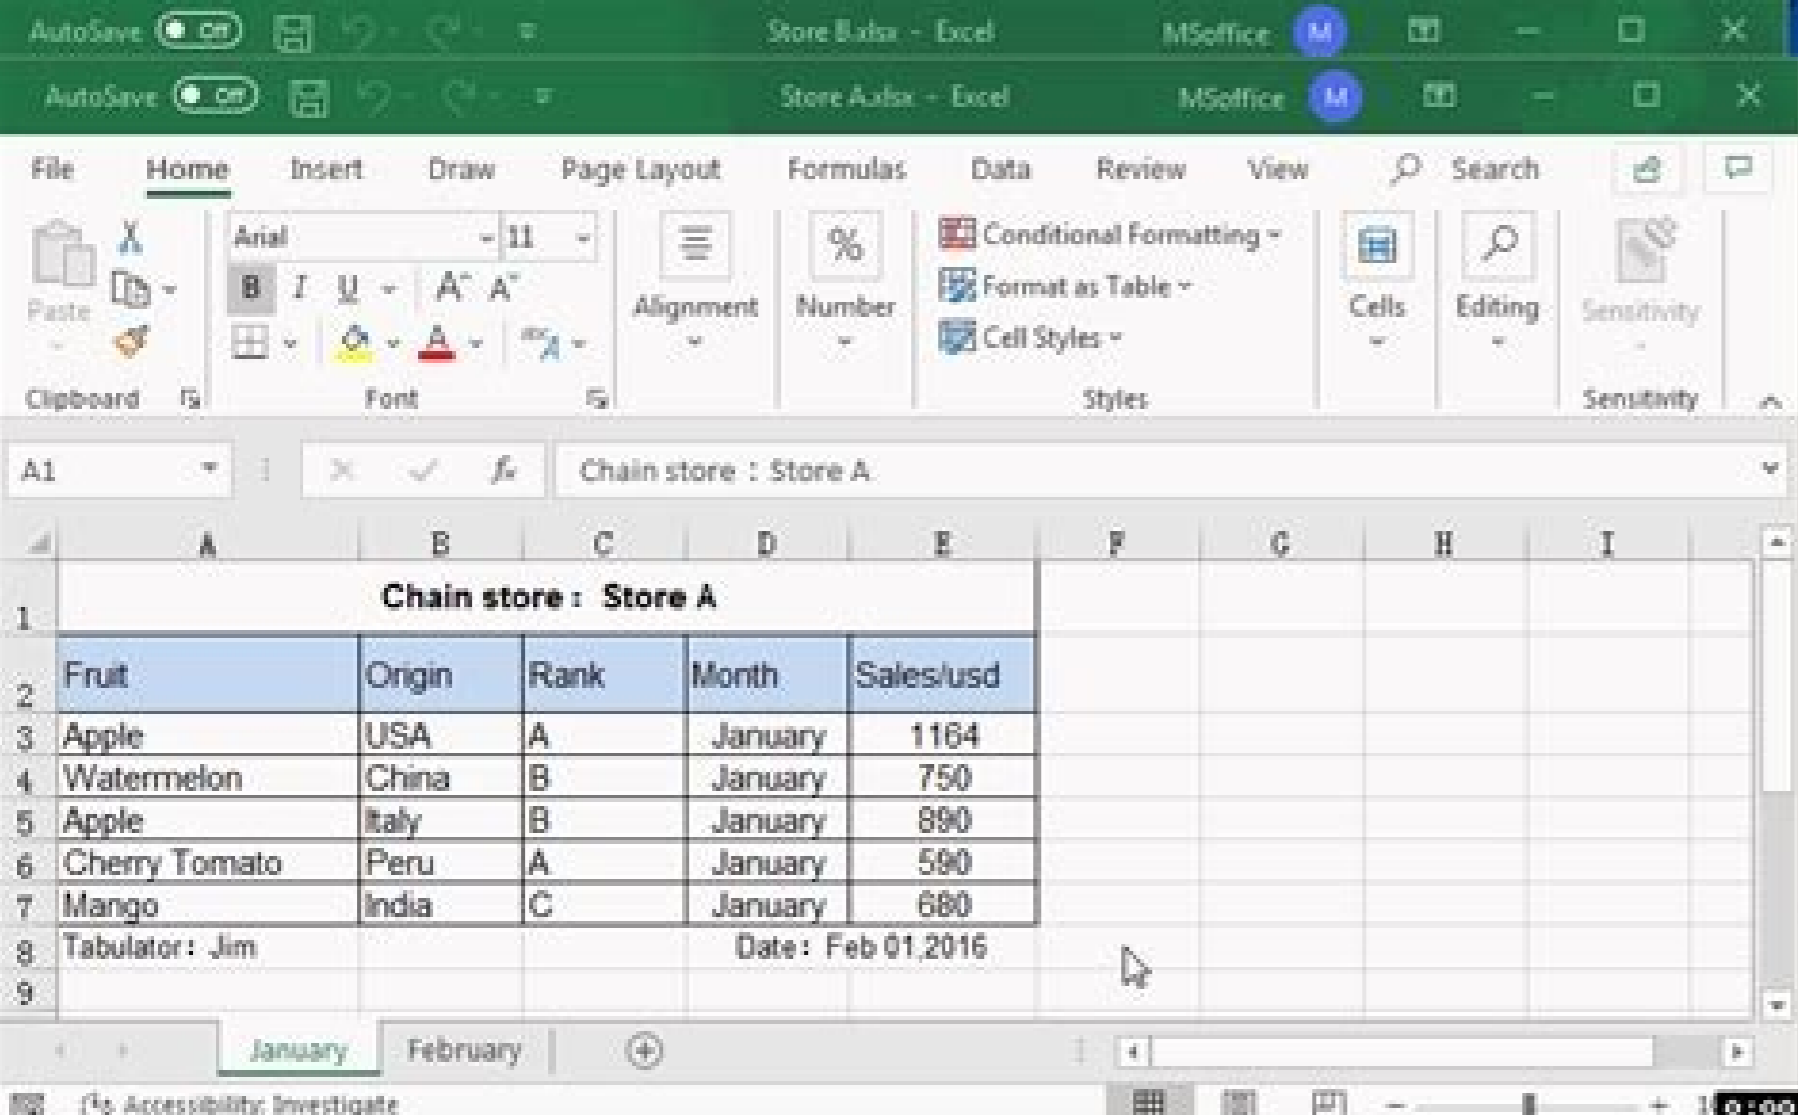 AutoSave Off Store B.xlsx - Excel MSoffice M
AutoSave Off Store A.xlsx - Excel MSoffice M
File Home Insert Draw Page Layout Formulas Data Review View Search
Arial 11 % Conditional Formatting
B I U A A Format as Table
Paste Alignment Number Cells Editing Sensitivity
A abc A Cell Styles
Clipboard Font Styles Sensitivity
A1 fx Chain store：Store A
A B C D E F G H I
1 Chain store： Store A
2 Fruit Origin Rank Month Sales/usd
3 Apple USA A January 1164
4 Watermelon China B January 750
5 Apple Italy B January 890
6 Cherry Tomato Peru A January 590
7 Mango India C January 680
8 Tabulator：Jim Date：Feb 01,2016
9
January February
Accessibility: Investigate